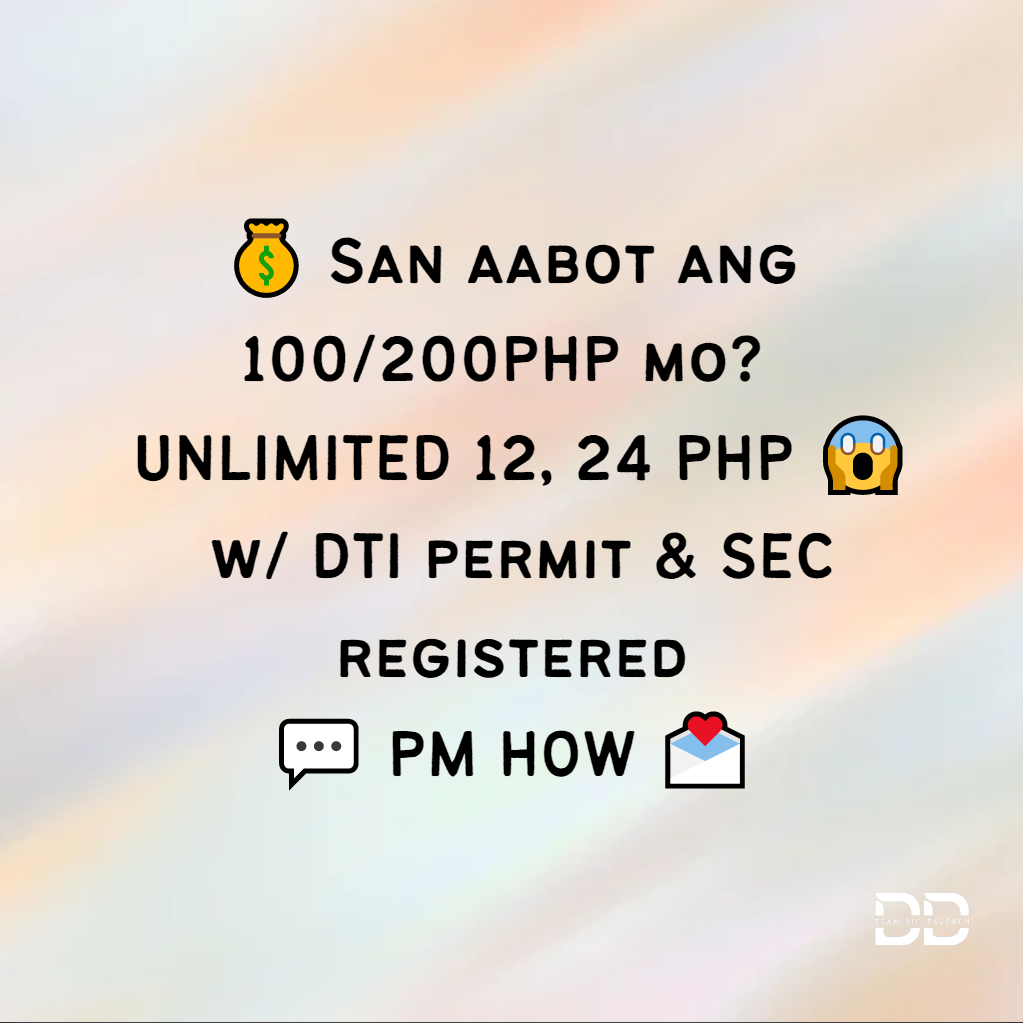 💰 San aabot ang
100/200PHP mo?
UNLIMITED 12, 24 PHP 😱
w/ DTI permit & SEC
registered
💬 PM HOW 💌
DD